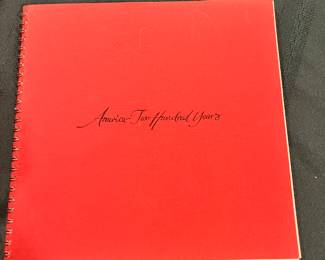 America-Two Hundred Years